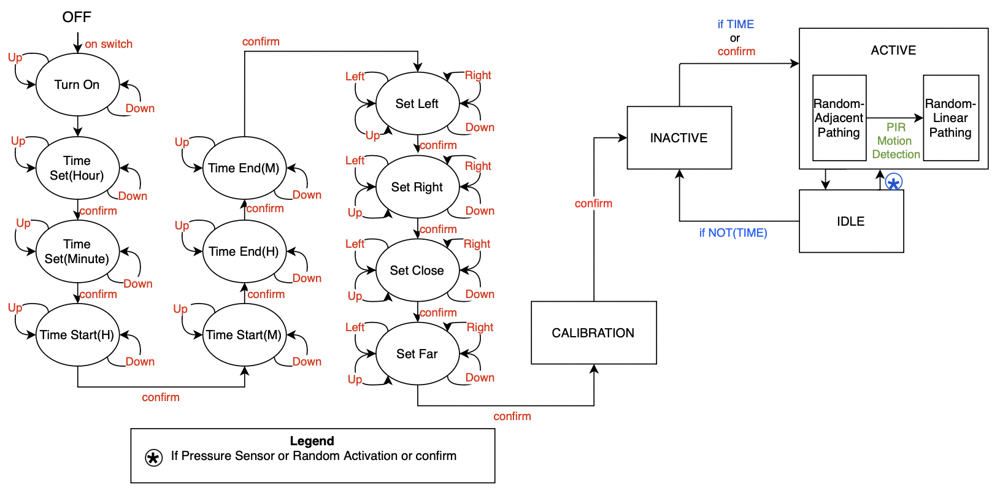 OFF
on switch
Up
Turn On
Down
Up
Time
Set(Hour)
Down
confirm
Up
Time
Set(Minute)
Down
confirm
Up
Time Start(H)
Down
confirm
Up
Time Start(M)
Down
confirm
Up
Time End(H)
Down
confirm
Up
Time End(M)
Down
confirm
Left
Right
Set Left
Up
Down
confirm
Left
Right
Set Right
Up
Down
confirm
Left
Right
Set Close
Up
Down
confirm
Left
Right
Set Far
Up
Down
confirm
CALIBRATION
confirm
INACTIVE
if TIME
or
confirm
ACTIVE
Random-
Adjacent
Pathing
PIR
Motion
Detection
Random-
Linear
Pathing
*
IDLE
if NOT(TIME)
Legend
* If Pressure Sensor or Random Activation or confirm